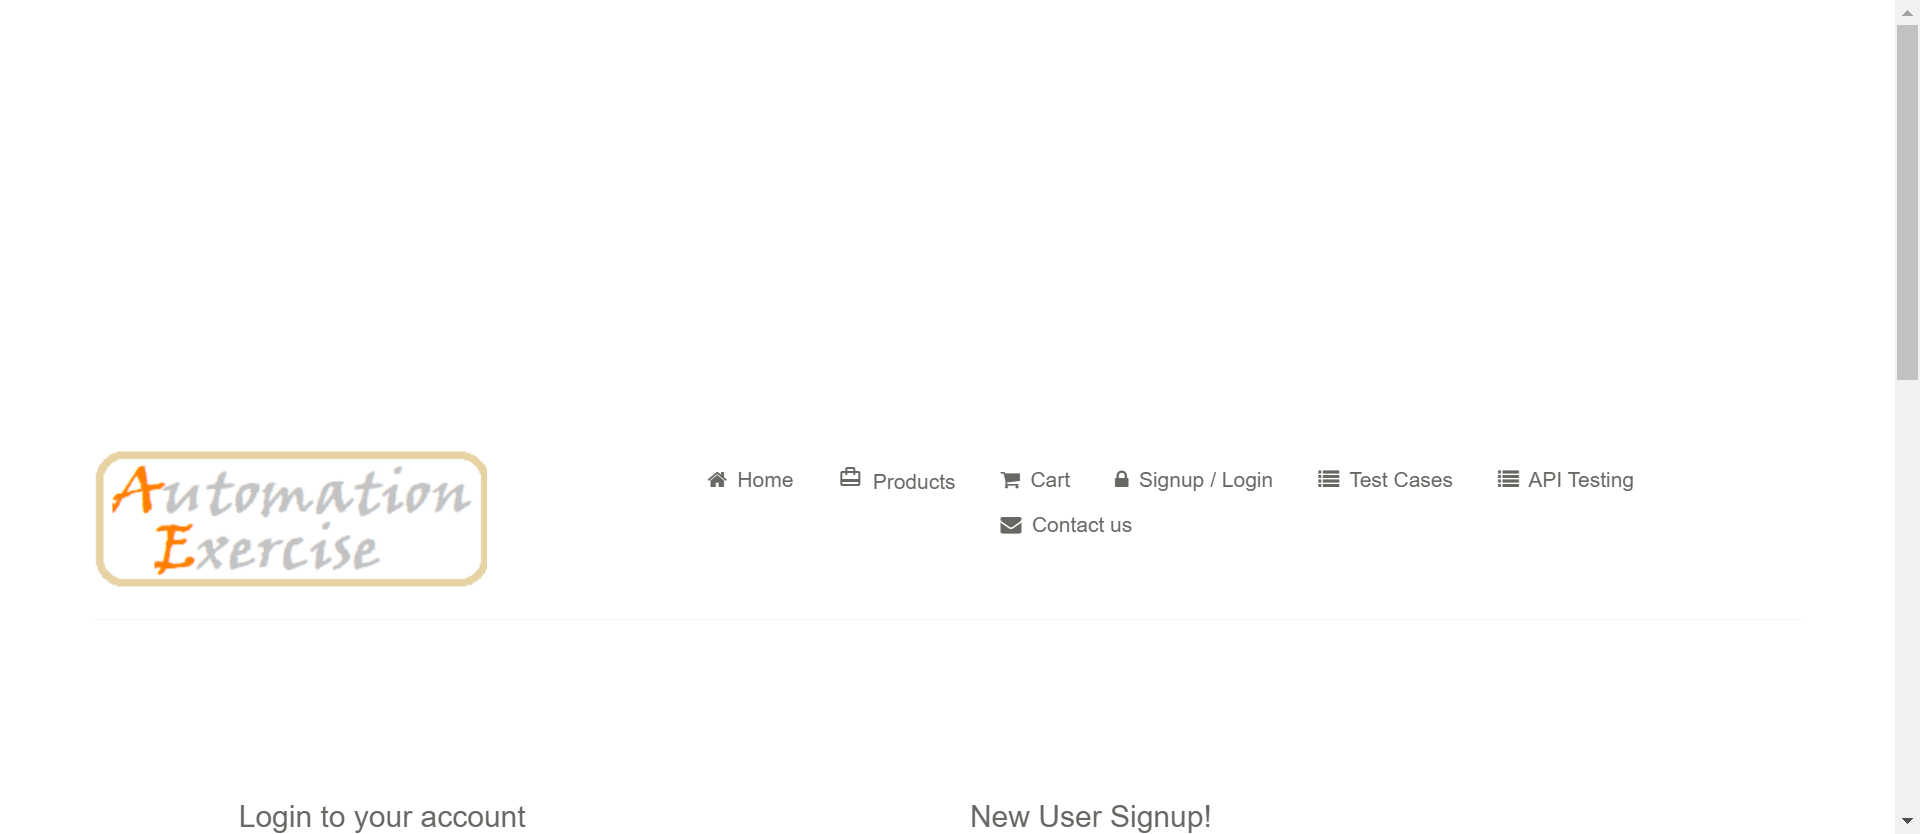 Automation
Exercise
Home Products Cart Signup / Login Test Cases API Testing
Contact us
Login to your account New User Signup!